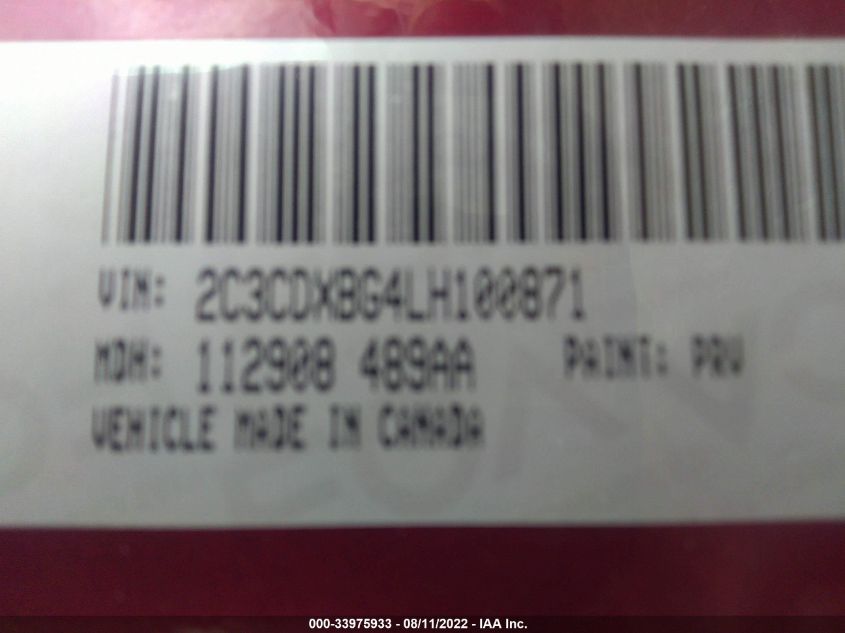 VIN: 2C3CDXBG4LH100871
MDH: 112908 489AA PAINT: PRV
VEHICLE MADE IN CANADA
000-33975933 - 08/11/2022 - IAA Inc.